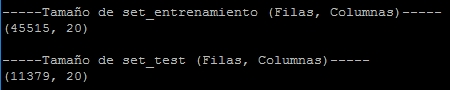 -----Tamaño de set_entrenamiento (Filas, Columnas)-----
(45515, 20)
-----Tamaño de set_test (Filas, Columnas)-----
(11379, 20)